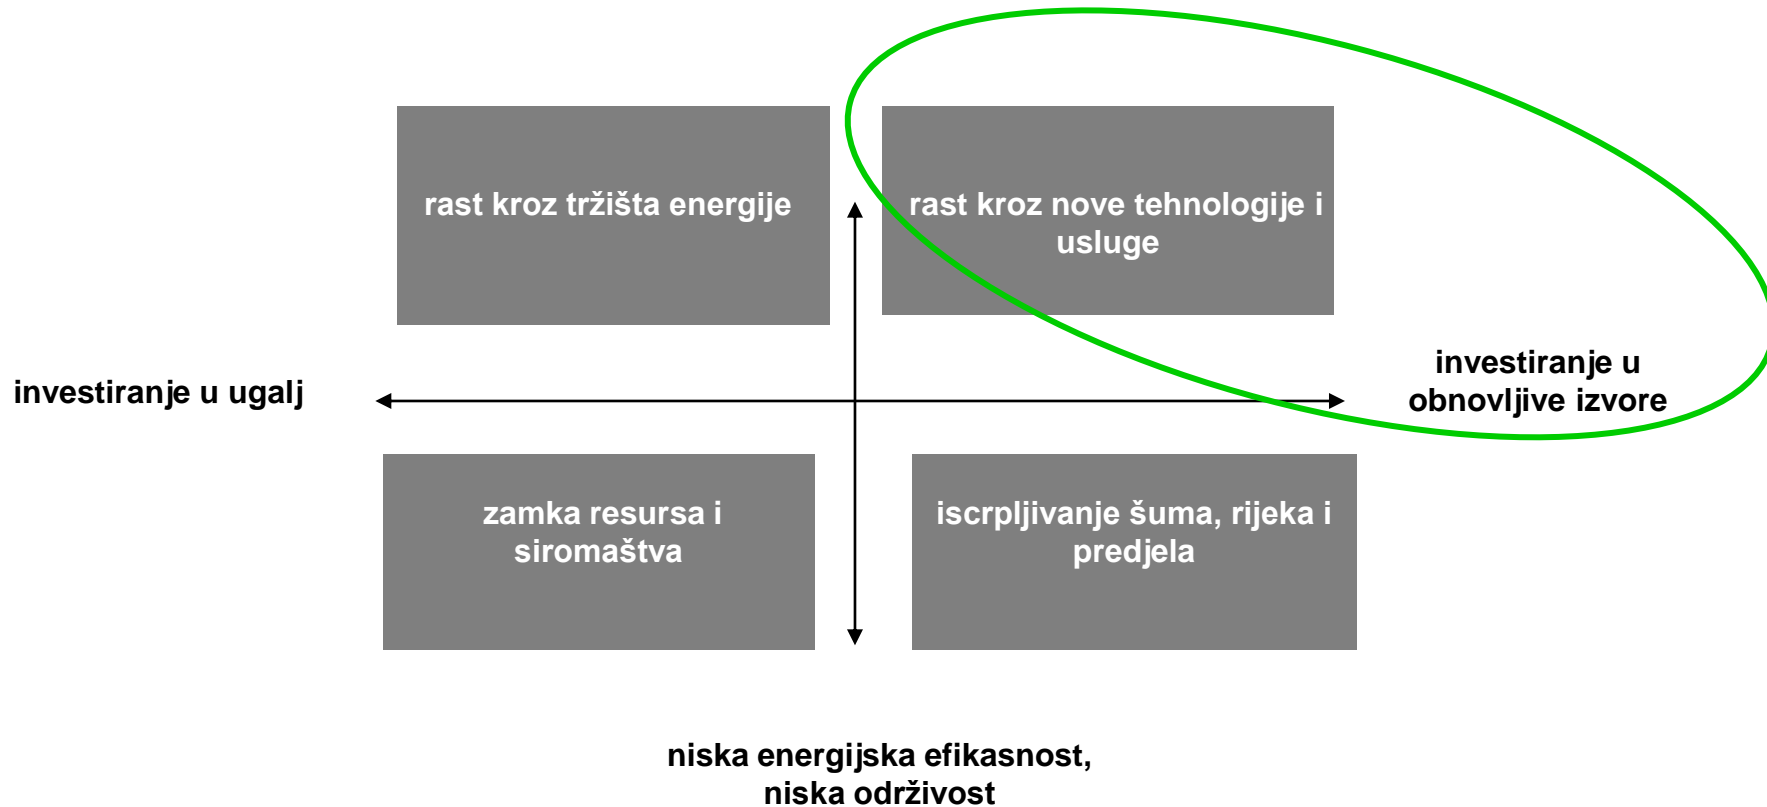 rast kroz tržišta energije
rast kroz nove tehnologije i
usluge
investiranje u ugalj
investiranje u
obnovljive izvore
zamka resursa i
siromaštva
iscrpljivanje šuma, rijeka i
predjela
niska energijska efikasnost,
niska održivost